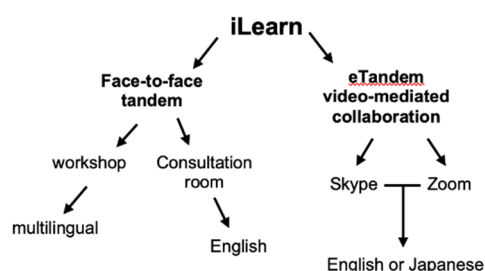 iLearn
Face-to-face
tandem
eTandem
video-mediated
collaboration
workshop
Consultation
room
Skype
Zoom
multilingual
English
English or Japanese